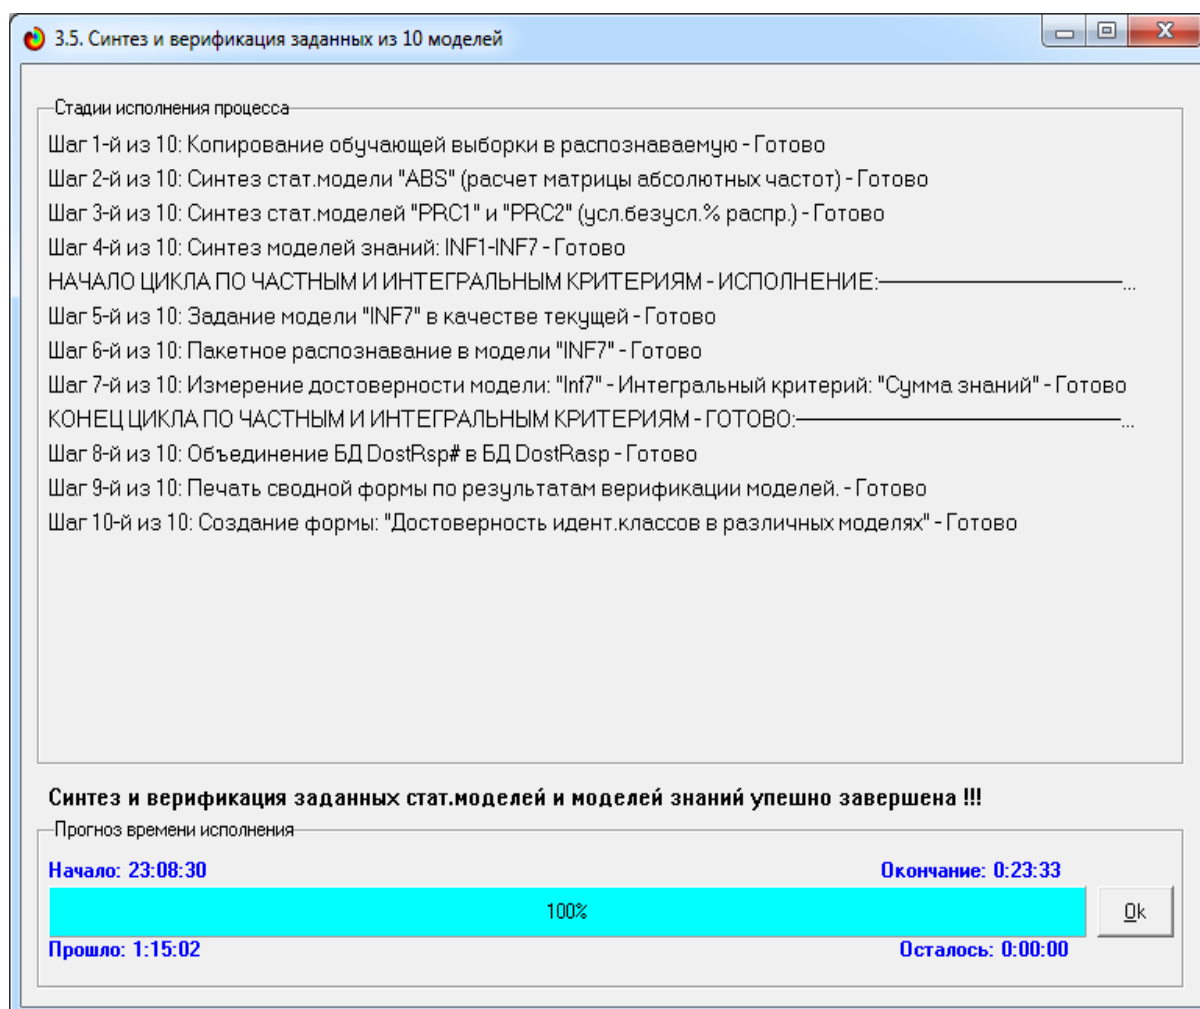 3.5. Синтез и верификация заданных из 10 моделей
Стадии исполнения процесса
Шаг 1-й из 10: Копирование обучающей выборки в распознаваемую - Готово
Шаг 2-й из 10: Синтез стат.модели "ABS" (расчет матрицы абсолютных частот) - Готово
Шаг 3-й из 10: Синтез стат.моделей "PRC1" и "PRC2" (усл.безусл.% распр.) - Готово
Шаг 4-й из 10: Синтез моделей знаний: INF1-INF7 - Готово
НАЧАЛО ЦИКЛА ПО ЧАСТНЫМ И ИНТЕГРАЛЬНЫМ КРИТЕРИЯМ - ИСПОЛНЕНИЕ:————————————...
Шаг 5-й из 10: Задание модели "INF7" в качестве текущей - Готово
Шаг 6-й из 10: Пакетное распознавание в модели "INF7" - Готово
Шаг 7-й из 10: Измерение достоверности модели: "Inf7" - Интегральный критерий: "Сумма знаний" - Готово
КОНЕЦ ЦИКЛА ПО ЧАСТНЫМ И ИНТЕГРАЛЬНЫМ КРИТЕРИЯМ - ГОТОВО:————————————————...
Шаг 8-й из 10: Объединение БД DostRsp# в БД DostRasp - Готово
Шаг 9-й из 10: Печать сводной формы по результатам верификации моделей. - Готово
Шаг 10-й из 10: Создание формы: "Достоверность идент.классов в различных моделях" - Готово
Синтез и верификация заданных стат.моделей и моделей знаний упешно завершена !!!
Прогноз времени исполнения
Начало: 23:08:30 Окончание: 0:23:33
100% Ok
Прошло: 1:15:02 Осталось: 0:00:00